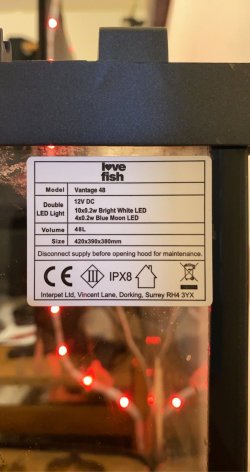 love
fish
Model Vantage 48
Double LED Light 12V DC
10x0.2w Bright White LED
4x0.2w Blue Moon LED
Volume 48L
Size 420x390x380mm
Disconnect supply before opening hood for maintenance.
CE III IPX8
Interpet Ltd, Vincent Lane, Dorking, Surrey RH4 3YX